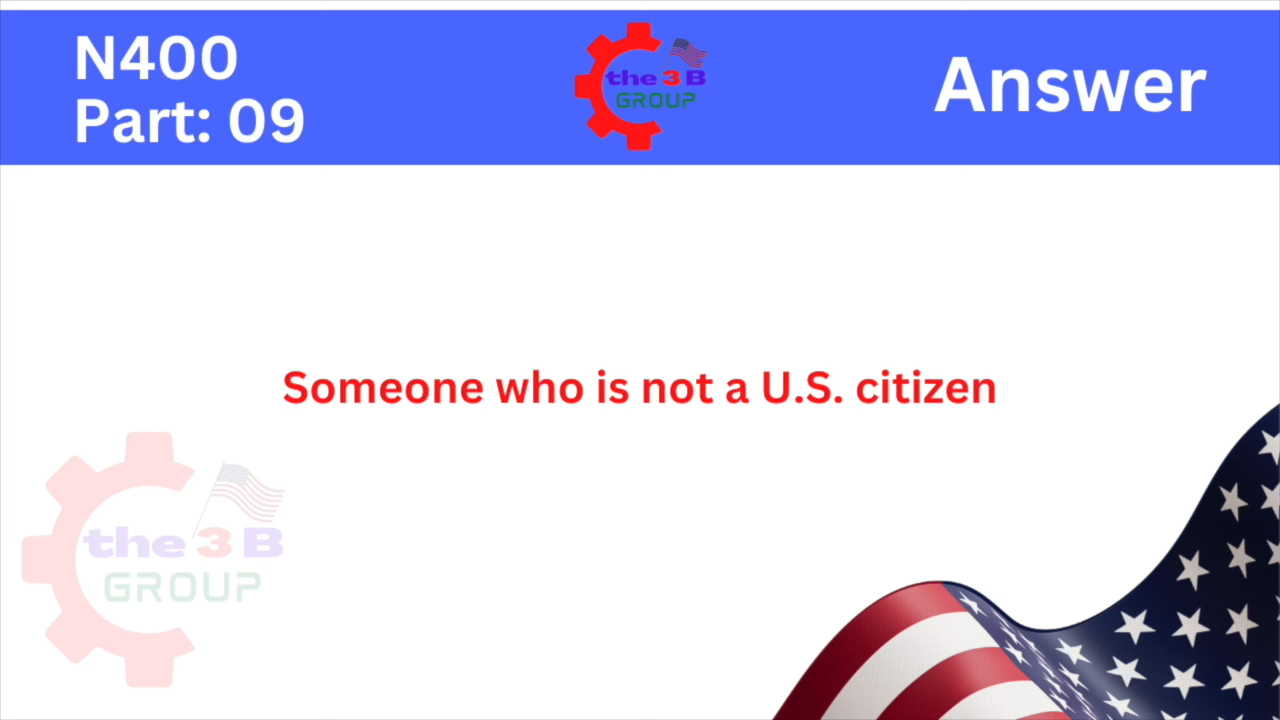 N400
Part: 09
the 3 B
GROUP
Answer
Someone who is not a U.S. citizen
the 3 B
GROUP